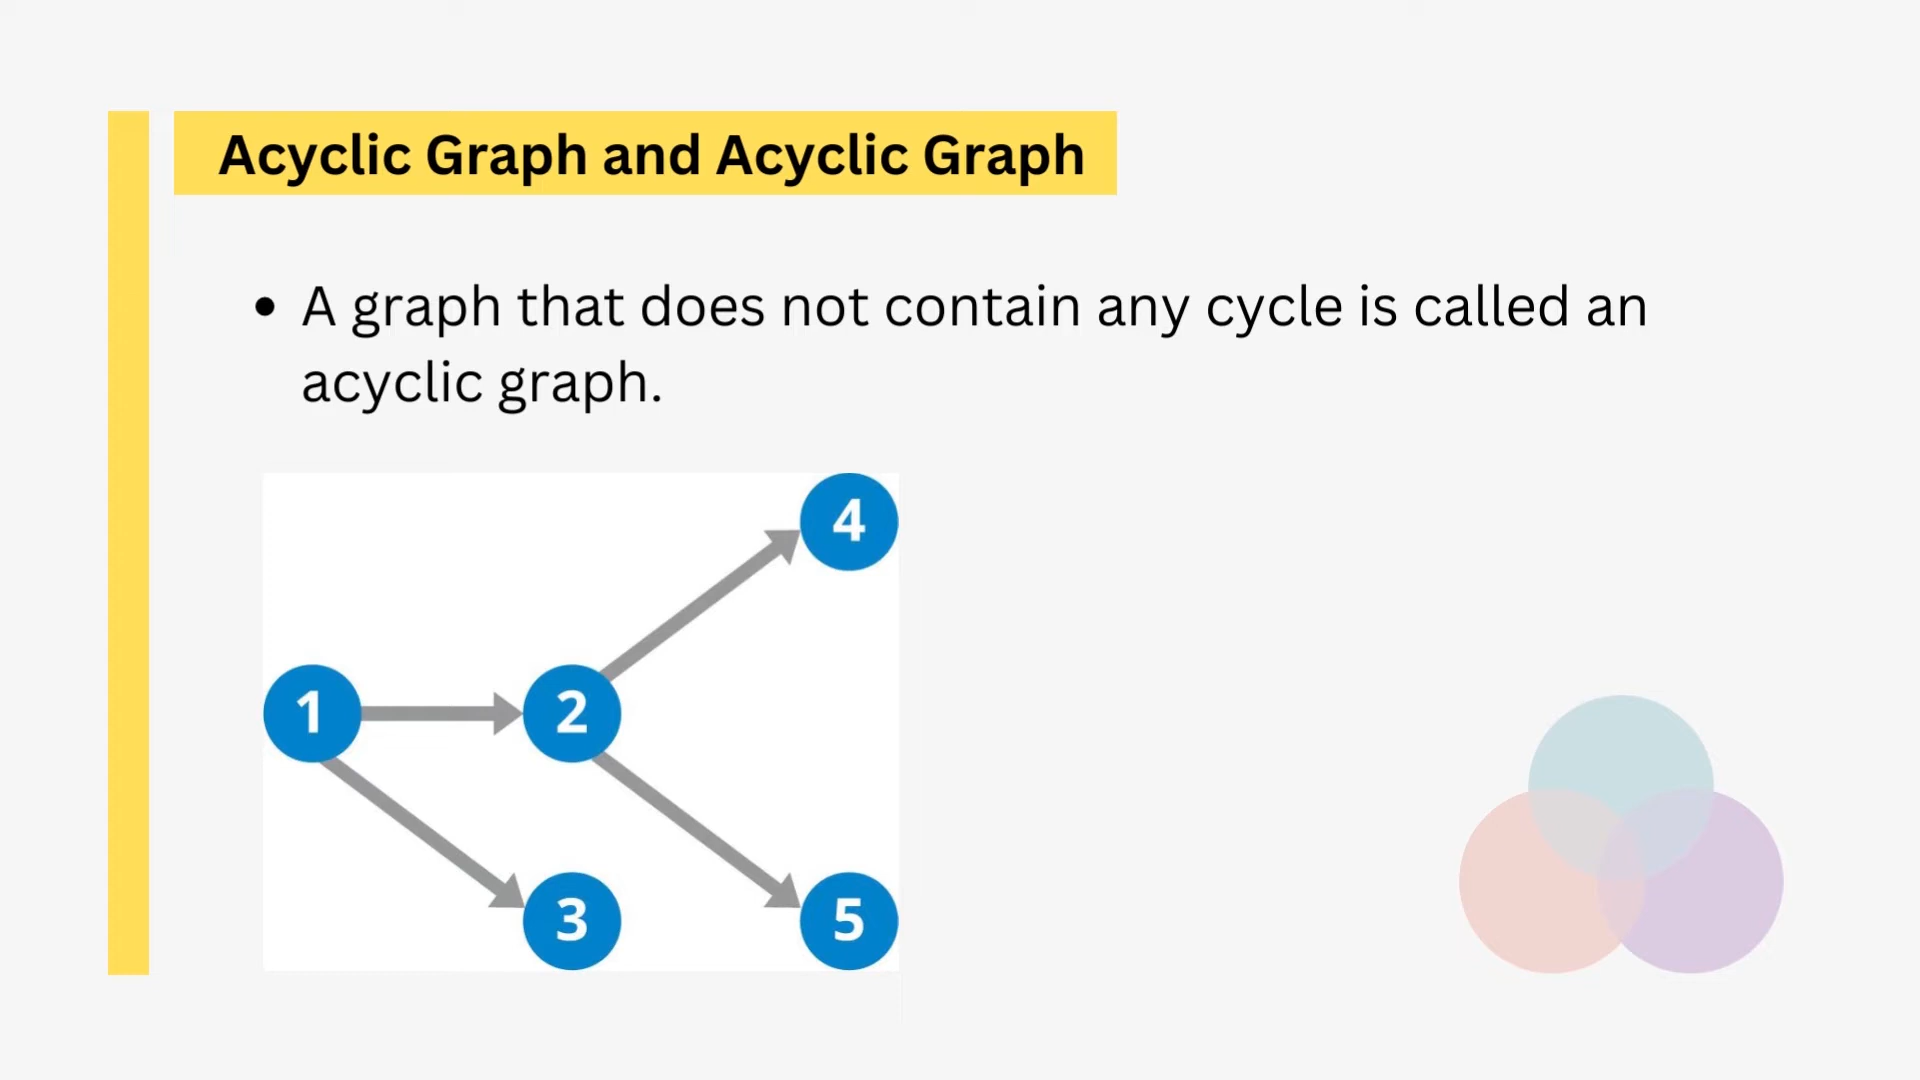 Acyclic Graph and Acyclic Graph
• A graph that does not contain any cycle is called an
acyclic graph.
4
1 2
3 5